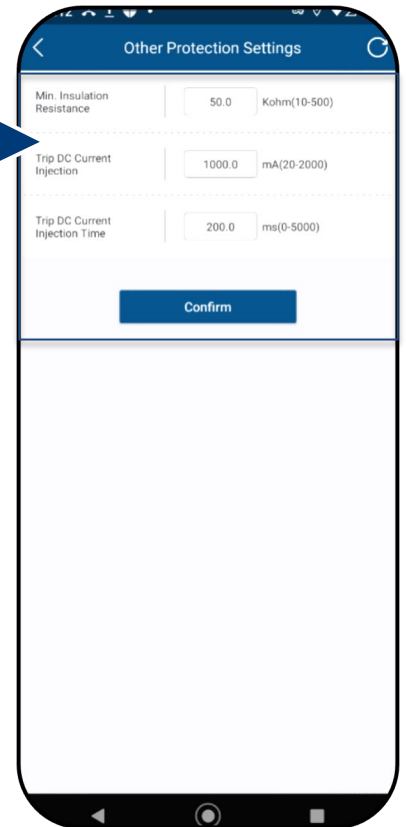 Other Protection Settings
Min. Insulation
Resistance
50.0 Kohm(10-500)
Trip DC Current
Injection
1000.0 mA(20-2000)
Trip DC Current
Injection Time
200.0 ms(0-5000)
Confirm